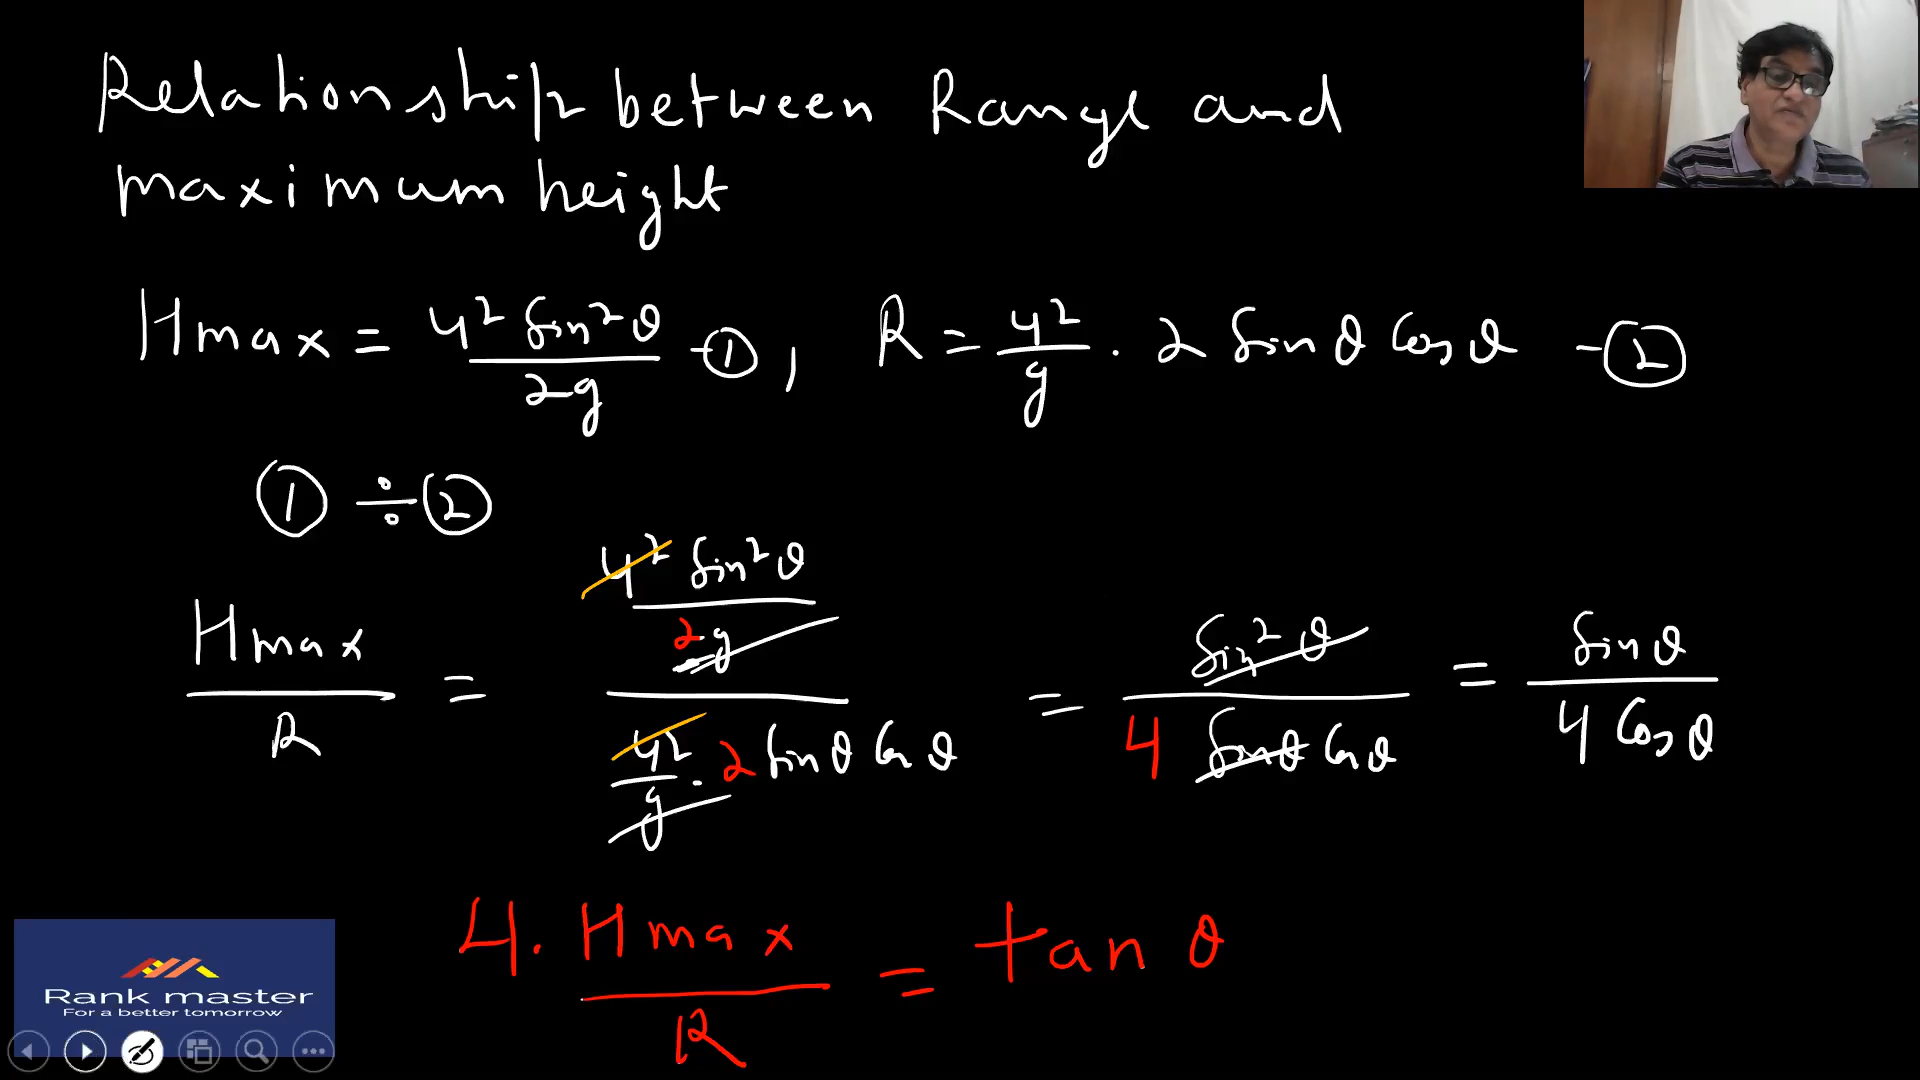 Relationship between Range and
maximum height
Hmax = u² Sin²θ / 2g -①, R = u²/g . 2 Sinθ Cosθ -②
① ÷ ②
Hmax / R = (u² Sin²θ / 2g) / (u²/g . 2 Sinθ Cosθ) = Sin²θ / 4 Sinθ Cosθ = Sinθ / 4 Cosθ
4. Hmax / R = tan θ
Rank master
For a better tomorrow